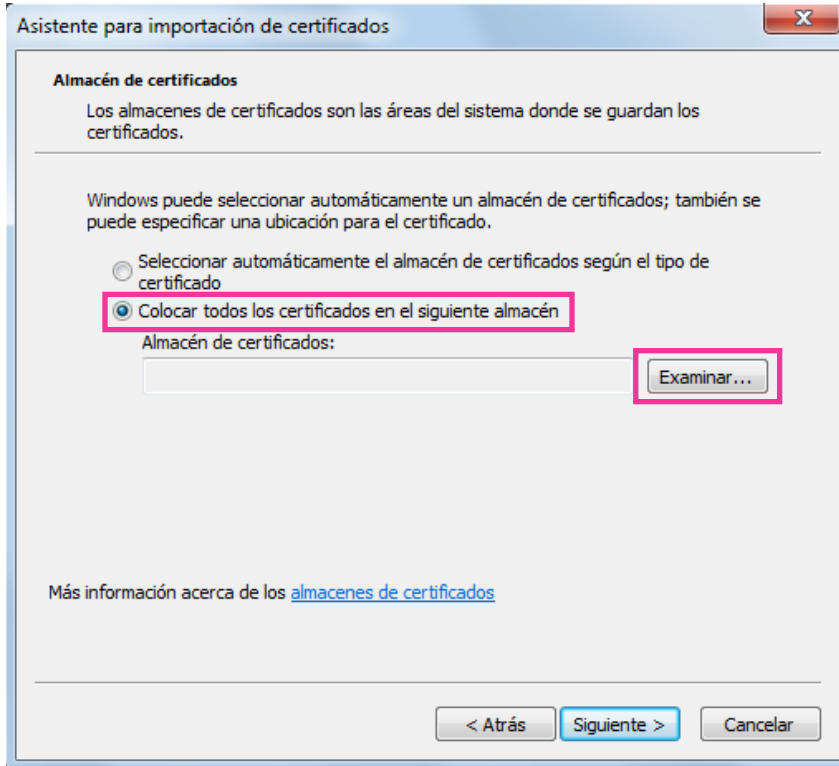 Asistente para importación de certificados
Almacén de certificados
Los almacenes de certificados son las áreas del sistema donde se guardan los
certificados.
Windows puede seleccionar automáticamente un almacén de certificados; también se
puede especificar una ubicación para el certificado.
Seleccionar automáticamente el almacén de certificados según el tipo de
certificado
Colocar todos los certificados en el siguiente almacén
Almacén de certificados:
Examinar...
Más información acerca de los almacenes de certificados
< Atrás Siguiente > Cancelar